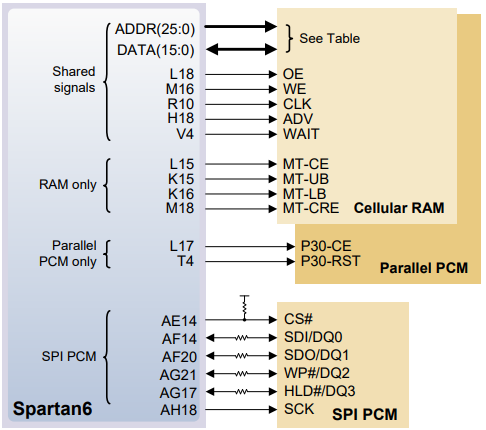 ADDR(25:0)
DATA(15:0)
See Table
Shared
signals
L18 OE
M16 WE
R10 CLK
H18 ADV
V4 WAIT
RAM only
L15 MT-CE
K15 MT-UB
K16 MT-LB
M18 MT-CRE
Cellular RAM
Parallel
PCM only
L17 P30-CE
T4 P30-RST
Parallel PCM
SPI PCM
AE14 CS#
AF14 SDI/DQ0
AF20 SDO/DQ1
AG21 WP#/DQ2
AG17 HLD#/DQ3
AH18 SCK
Spartan6
SPI PCM